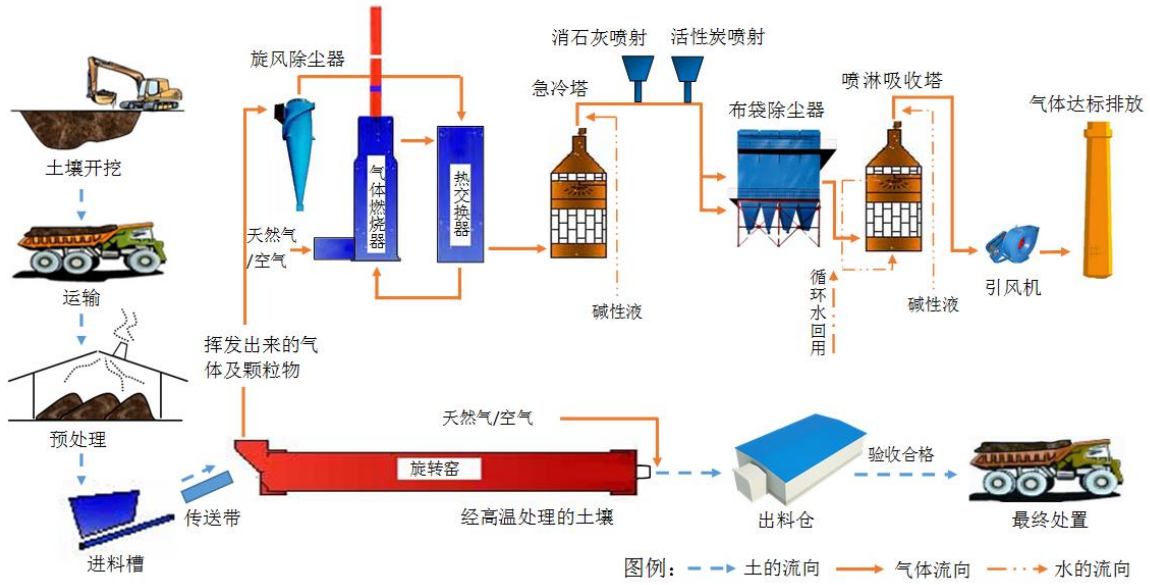 消石灰喷射
活性炭喷射
旋风除尘器
急冷塔
喷淋吸收塔
布袋除尘器
气体达标排放
土壤开挖
气体燃烧器
热交换器
天然气
/空气
运输
碱性液
循环水回用
碱性液
引风机
挥发出来的气
体及颗粒物
预处理
天然气/空气
旋转窑
验收合格
传送带
经高温处理的土壤
出料仓
最终处置
进料槽
图例：
土的流向
气体流向
水的流向